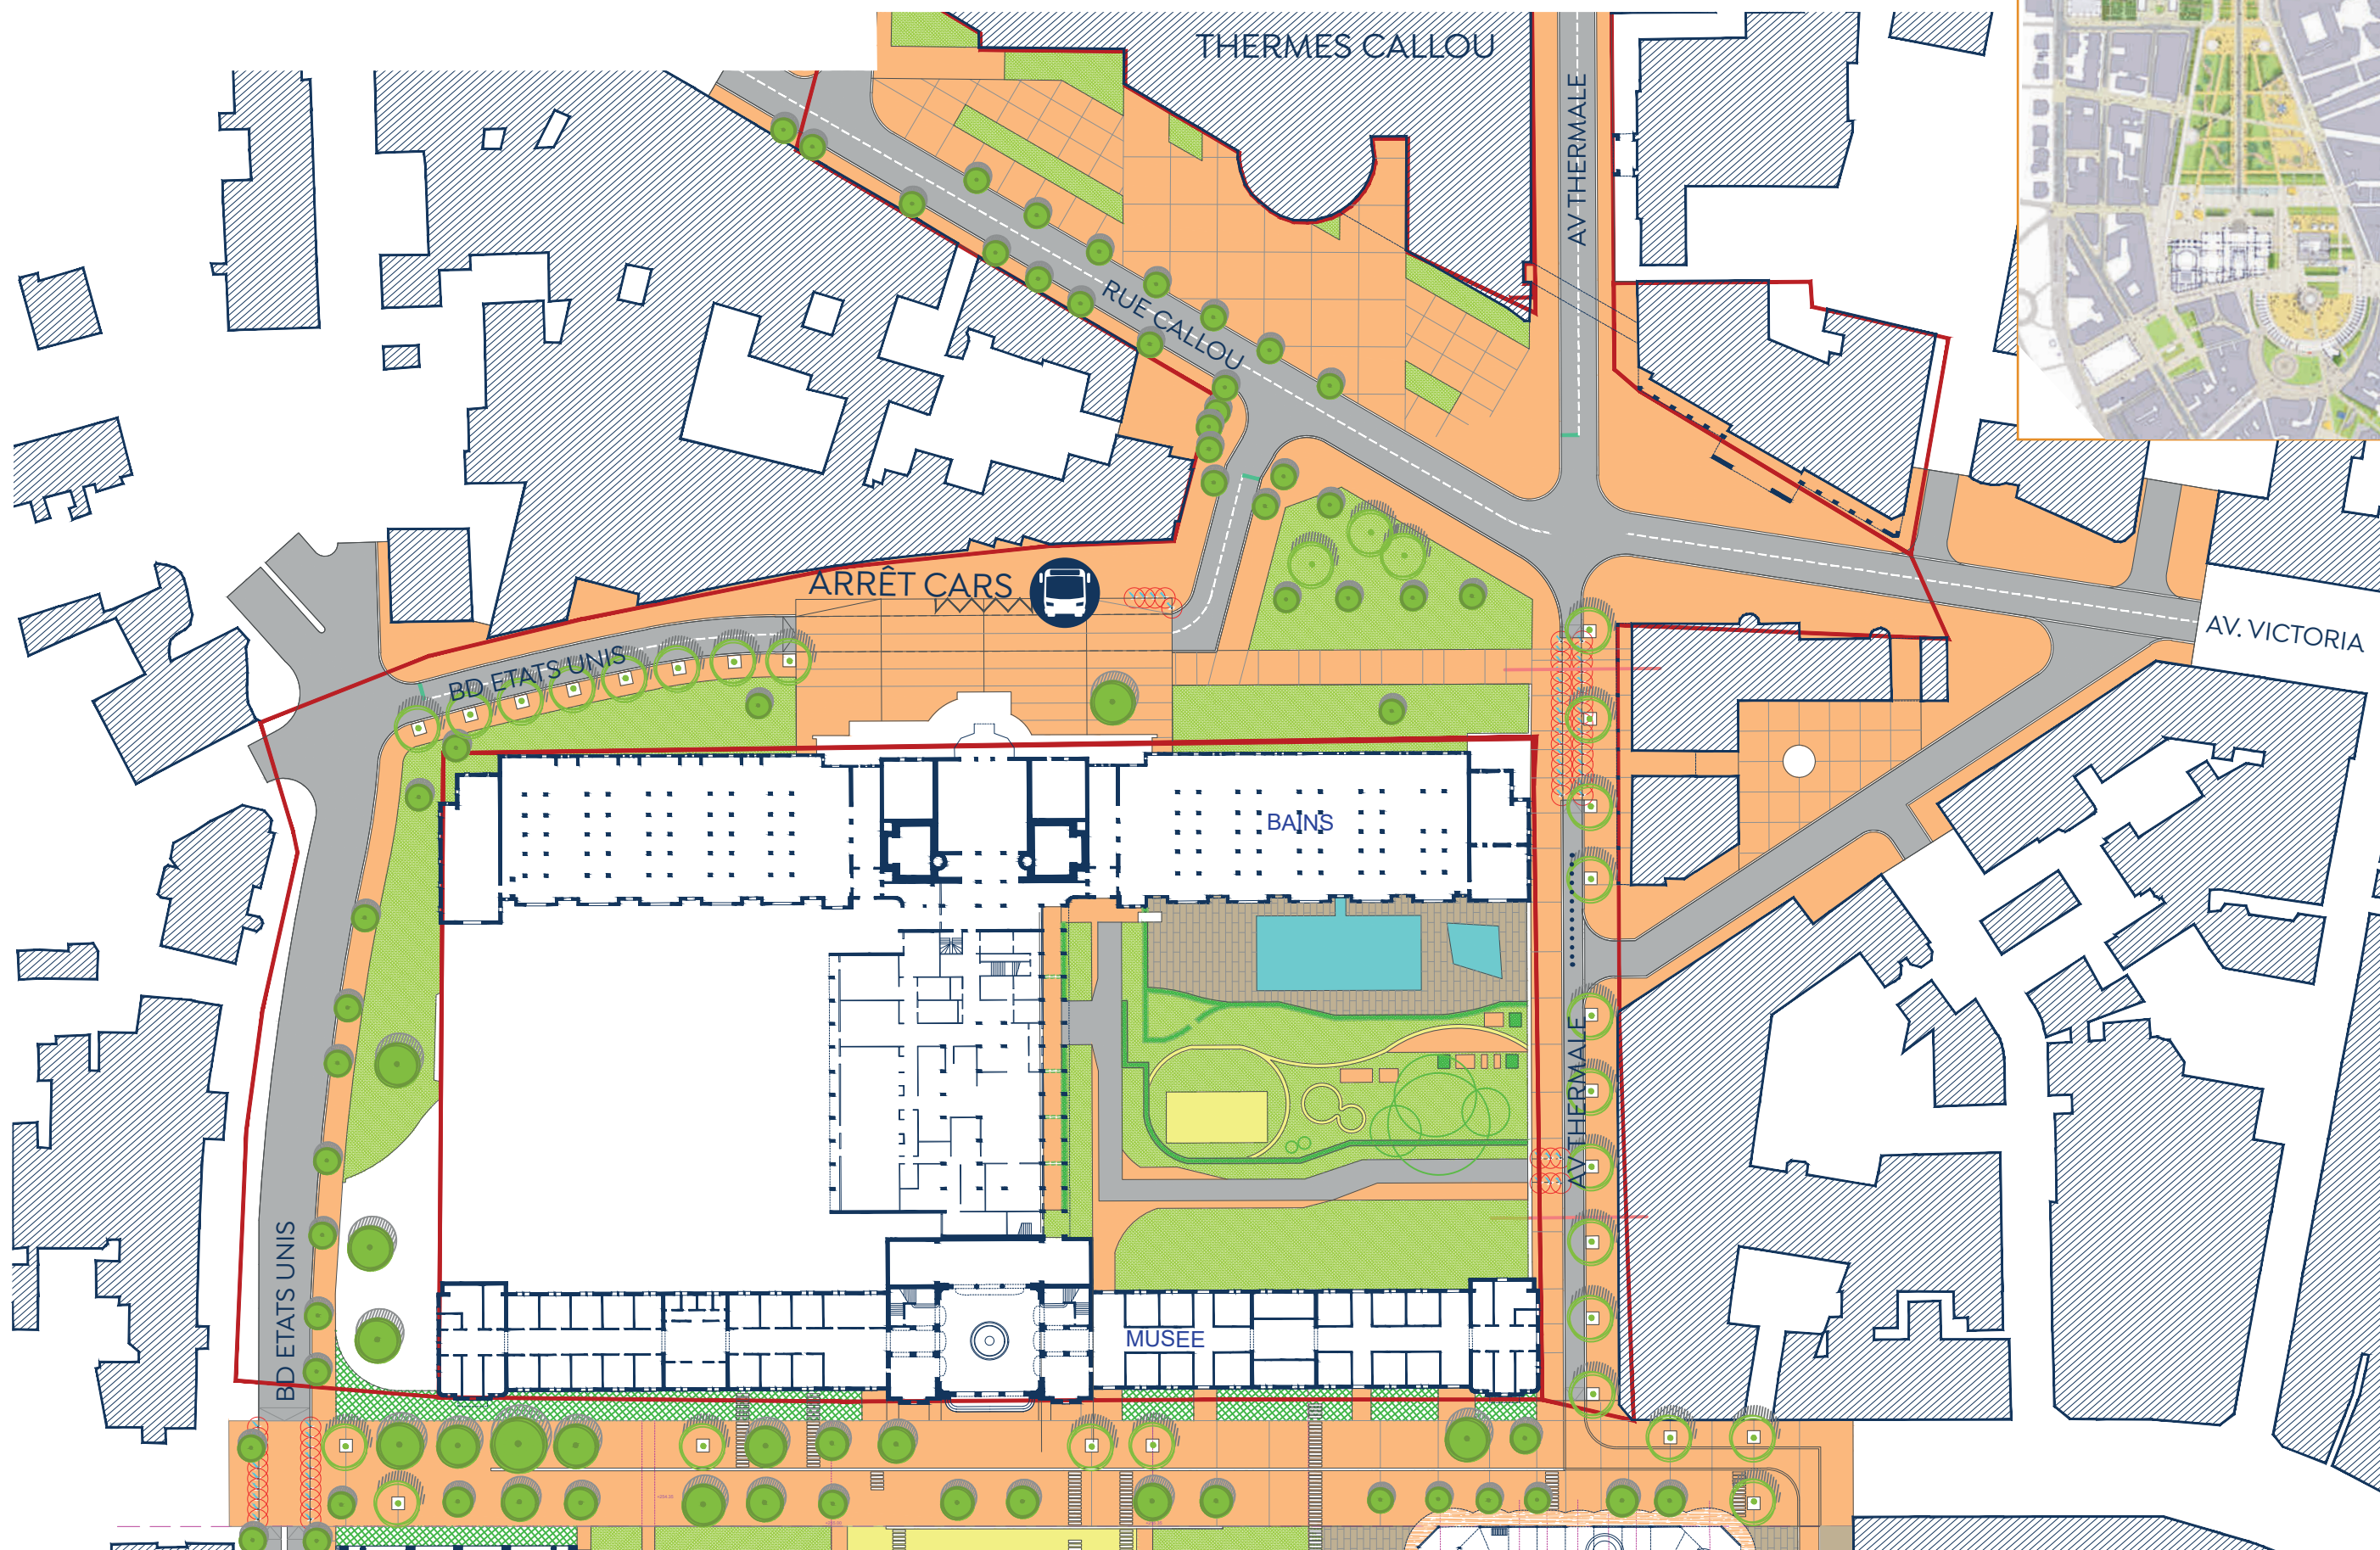 THERMES CALLOU
AV THERMALE
RUE CALLOU
ARRÊT CARS
BD ETATS UNIS
AV. VICTORIA
BAINS
AV THERMALE
BD ETATS UNIS
MUSEE